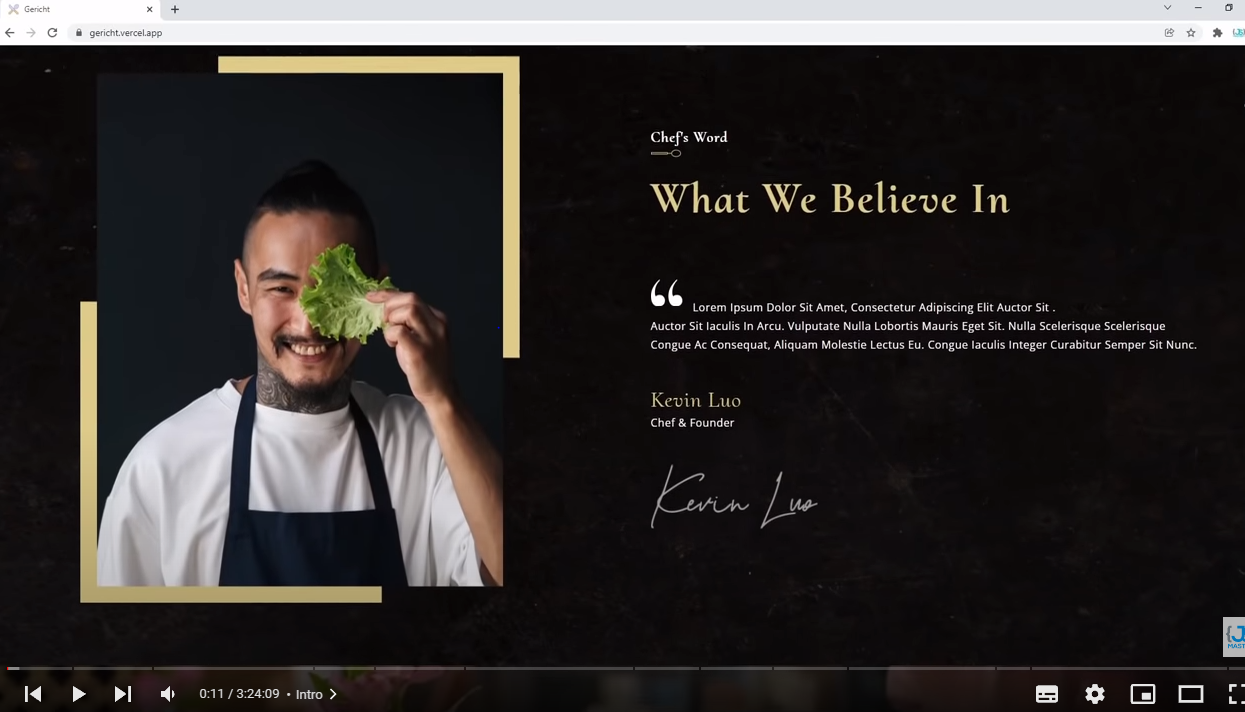 Gericht
gericht.vercel.app
Chef's Word
What We Believe In
Lorem Ipsum Dolor Sit Amet, Consectetur Adipiscing Elit Auctor Sit .
Auctor Sit Iaculis In Arcu. Vulputate Nulla Lobortis Mauris Eget Sit. Nulla Scelerisque Scelerisque
Congue Ac Consequat, Aliquam Molestie Lectus Eu. Congue Iaculis Integer Curabitur Semper Sit Nunc.
Kevin Luo
Chef & Founder
Kevin Luo
0:11 / 3:24:09 • Intro